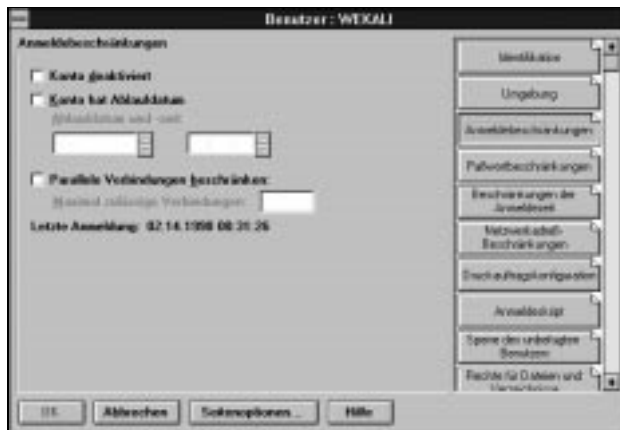 Benutzer : WEKALI
Anmeldebeschränkungen
Konto deaktiviert
Konto hat Ablaufdatum
Ablaufdatum und -zeit:
Parallele Verbindungen beschränken:
Maximal zulässige Verbindungen:
Letzte Anmeldung: 02.14.1998 08:31:26
Identifikation
Umgebung
Anmeldebeschränkungen
Paßwortbeschränkungen
Beschränkungen der
Anmeldezeit
Netzwerkadreß-
Beschränkungen
Druckauftragskonfiguration
Anmeldeskript
Sperre des unbefugten
Benutzers
Rechte für Dateien und
Verzeichnisse
OK
Abbrechen
Seitenoptionen...
Hilfe